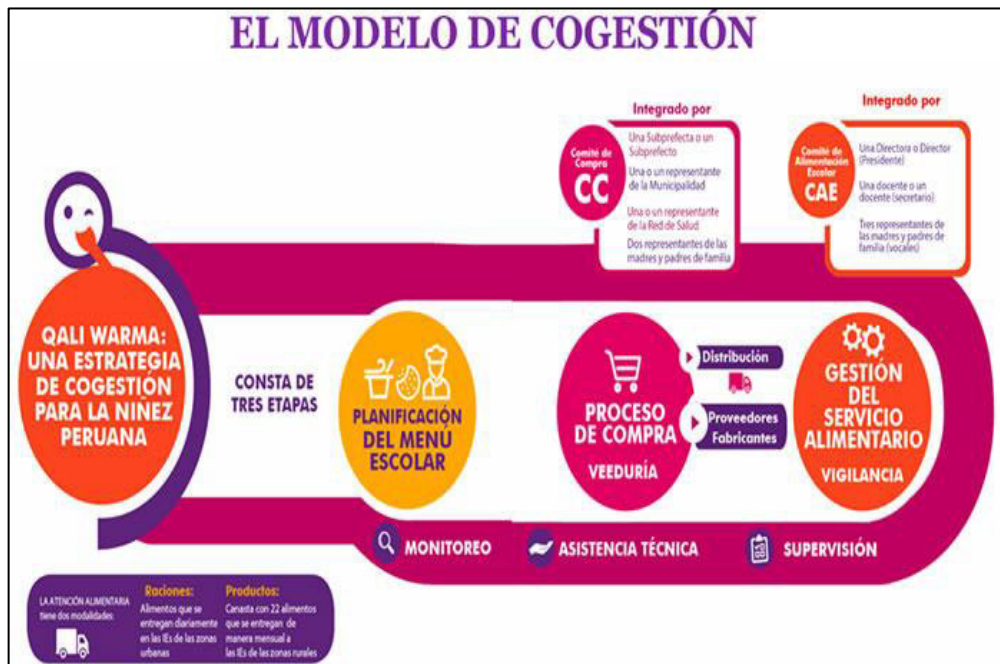 EL MODELO DE COGESTIÓN
Integrado por
Comité de
Compra
CC
Una Subprefecta o un
Subprefecto
Una o un representante
de la Municipalidad
Una o un representante
de la Red de Salud
Dos representantes de las
madres y padres de familia
Integrado por
Comité de
Alimentación
Escolar
CAE
Una Directora o Director
(Presidente)
Una docente o un
docente (secretario)
Tres representantes de
las madres y padres de
familia (vocales)
QALI WARMA:
UNA ESTRATEGIA
DE COGESTIÓN
PARA LA NIÑEZ
PERUANA
CONSTA DE
TRES ETAPAS
PLANIFICACIÓN
DEL MENÚ
ESCOLAR
PROCESO
DE COMPRA
VEEDURÍA
Distribución
Proveedores
Fabricantes
GESTIÓN
DEL
SERVICIO
ALIMENTARIO
VIGILANCIA
MONITOREO
ASISTENCIA TÉCNICA
SUPERVISIÓN
LA ATENCIÓN ALIMENTARIA
tiene dos modalidades:
Raciones:
Alimentos que se
entregan diariamente
en las IEs de las zonas
urbanas
Productos:
Canasta con 22 alimentos
que se entregan de
manera mensual a
las IEs de las zonas rurales